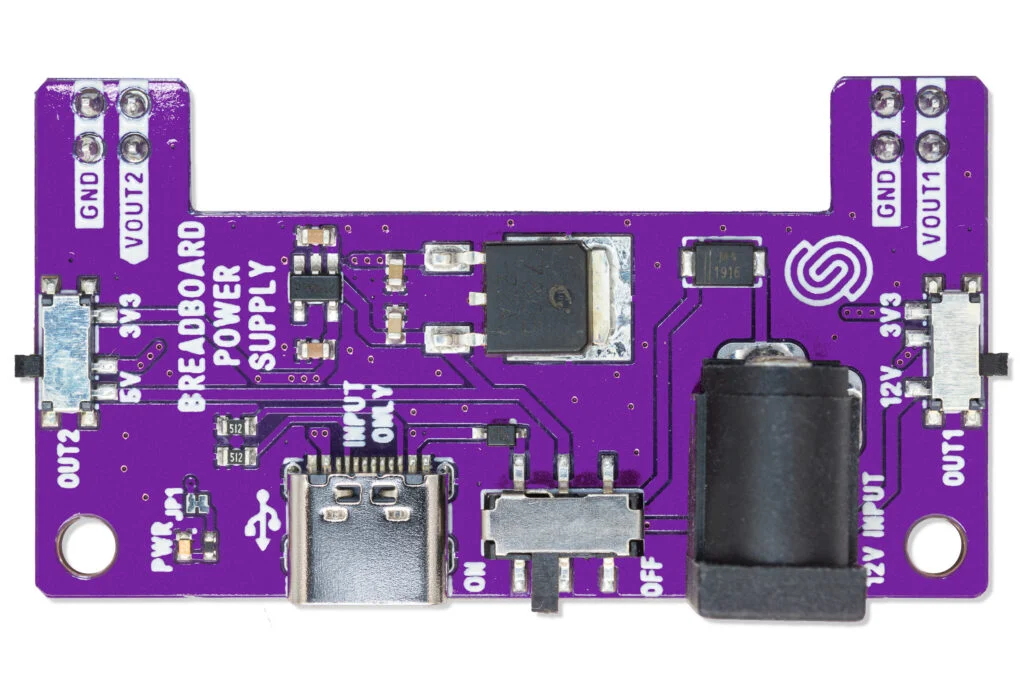 GND
VOUT2
GND
VOUT1
BREADBOARD
POWER
SUPPLY
3V3
5V
OUT2
1916
3V3
12V
OUT1
INPUT
ONLY
512
512
JP1
PWR
ON
OFF
12V INPUT